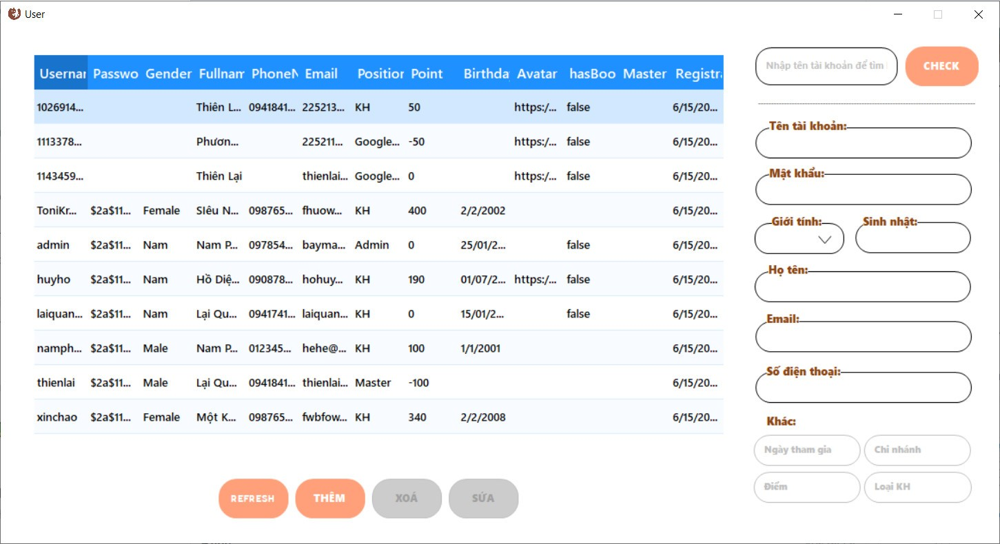 User
Usernar Passwo Gender Fullnam PhoneN Email Position Point Birthda Avatar hasBoo Master Registra
1026914... Thiên L... 0941841... 225213... KH 50 https:/... false 6/15/20...
1113378... Phươn... 225211... Google... -50 https:/... false 6/15/20...
1143459... Thiên Lại thienlai... Google... 0 https:/... false 6/15/20...
ToniKr... $2a$11... Female SIêu N... 098765... fhuow... KH 400 2/2/2002 6/15/20...
admin $2a$11... Nam Nam P... 097854... bayma... Admin 0 25/01/2... false 6/15/20...
huyho $2a$11... Nam Hồ Diệ... 090878... hohuy... KH 190 01/07/2... https:/... false 6/15/20...
laiquan... $2a$11... Nam Lại Qu... 0941741... laiquan... KH 0 15/01/2... false 6/15/20...
namph... $2a$11... Male Nam P... 012345... hehe@... KH 100 1/1/2001 6/15/20...
thienlai $2a$11... Male Lại Qu... 0941841... thienlai... Master -100 6/15/20...
xinchao $2a$11... Female Một K... 098765... fwbfow... KH 340 2/2/2008 6/15/20...
REFRESH THÊM XOÁ SỬA
Nhập tên tài khoản để tìm CHECK
Tên tài khoản:
Mật khẩu:
Giới tính: Sinh nhật:
Họ tên:
Email:
Số điện thoại:
Khác:
Ngày tham gia Chi nhánh
Điểm Loại KH